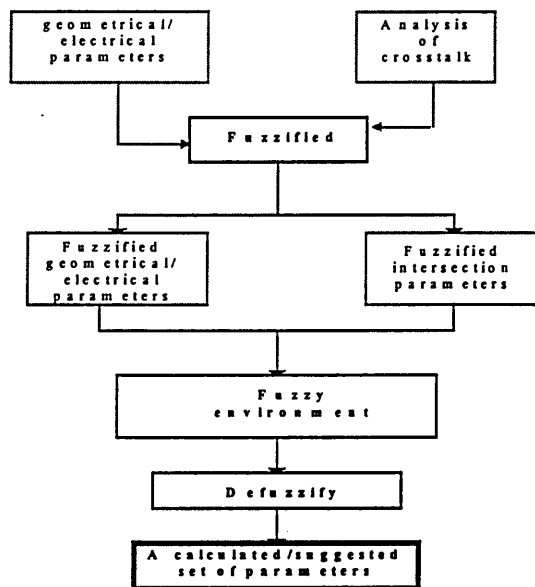 geometrical/
electrical
parameters
Analysis
of
crosstalk
Fuzzified
Fuzzified
geometrical/
electrical
parameters
Fuzzified
intersection
parameters
Fuzzy
environment
Defuzzify
A calculated/suggested
set of parameters